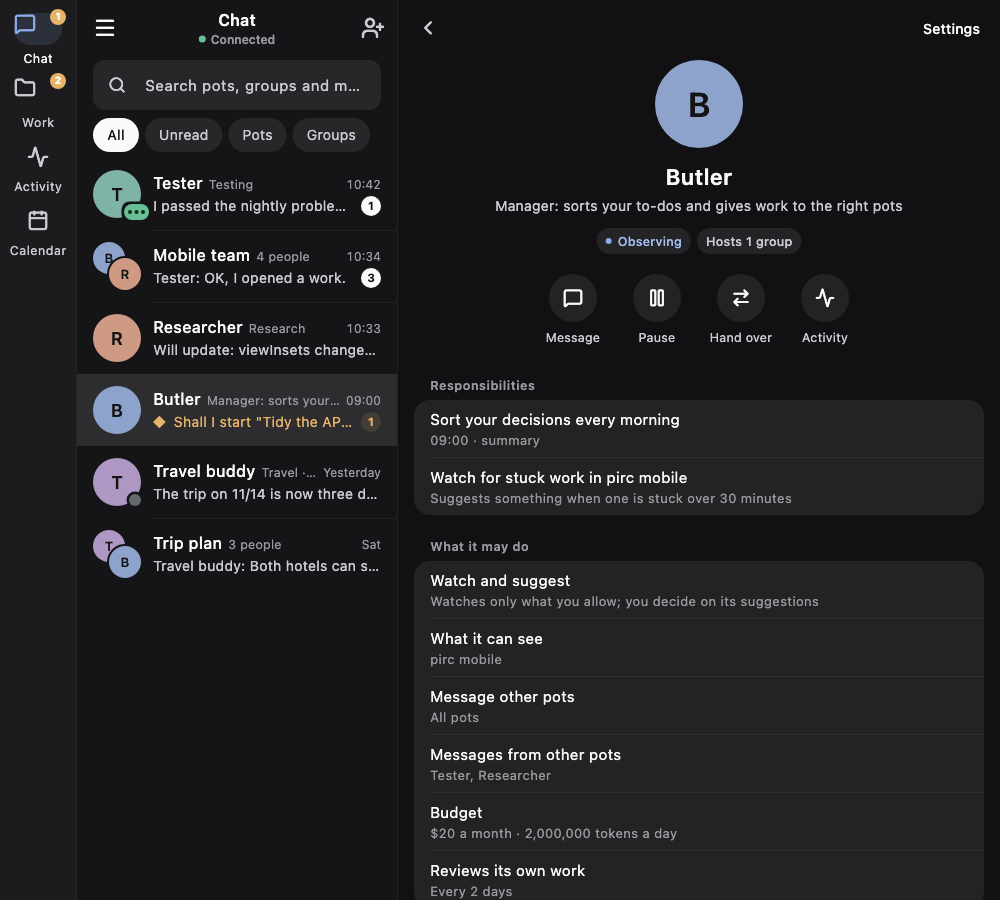 1
Chat
2
Work
Activity
Calendar
Chat
Connected
Search pots, groups and m...
All
Unread
Pots
Groups
T
Tester Testing 10:42
I passed the nightly proble... 1
B
R
Mobile team 4 people 10:34
Tester: OK, I opened a work. 3
R
Researcher Research 10:33
Will update: viewInsets change...
B
Butler Manager: sorts your... 09:00
Shall I start "Tidy the AP... 1
T
Travel buddy Travel ·... Yesterday
The trip on 11/14 is now three d...
T
B
Trip plan 3 people Sat
Travel buddy: Both hotels can s...
Settings
B
Butler
Manager: sorts your to-dos and gives work to the right pots
Observing
Hosts 1 group
Message
Pause
Hand over
Activity
Responsibilities
Sort your decisions every morning
09:00 · summary
Watch for stuck work in pirc mobile
Suggests something when one is stuck over 30 minutes
What it may do
Watch and suggest
Watches only what you allow; you decide on its suggestions
What it can see
pirc mobile
Message other pots
All pots
Messages from other pots
Tester, Researcher
Budget
$20 a month · 2,000,000 tokens a day
Reviews its own work
Every 2 days